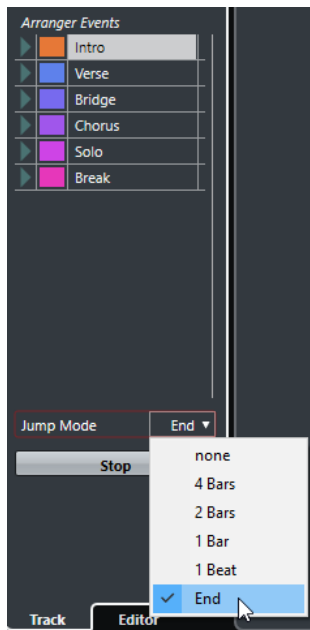 Arranger Events
Intro
Verse
Bridge
Chorus
Solo
Break
Jump Mode End
none
Stop
4 Bars
2 Bars
1 Bar
1 Beat
End
Track Editor